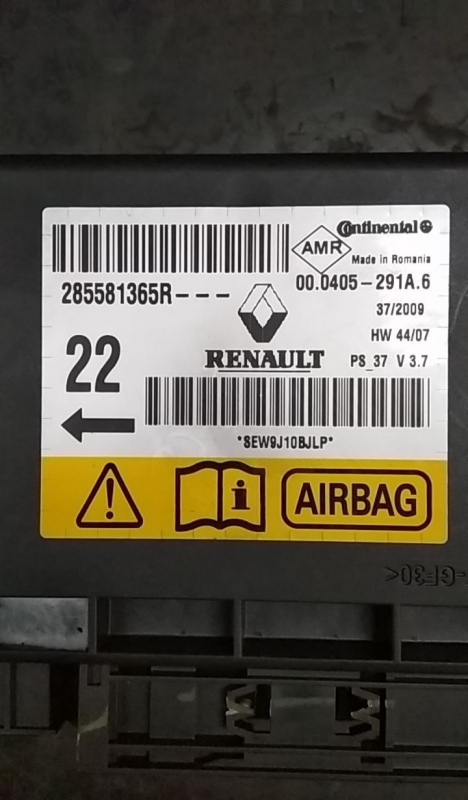 Continental
AMR
Made in Romania
285581365R---
00.0405-291A.6
37/2009
HW 44/07
22
RENAULT
PS_37 V 3.7
*SEW9J10BJLP*
i
AIRBAG
-GF30<